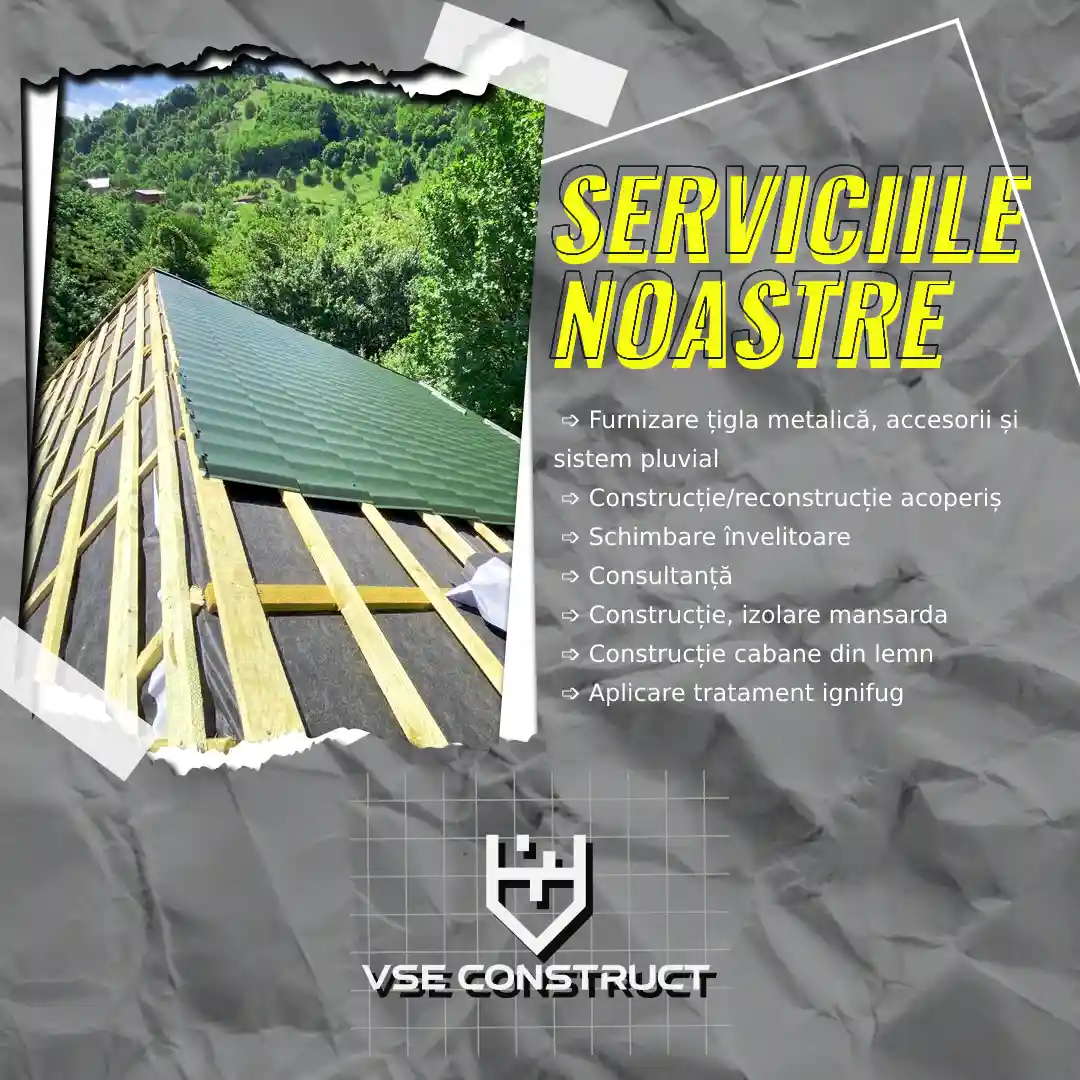 SERVICIILE
NOASTRE
⇨ Furnizare țigla metalică, accesorii și
sistem pluvial
⇨ Construcție/reconstrucție acoperiș
⇨ Schimbare învelitoare
⇨ Consultanță
⇨ Construcție, izolare mansarda
⇨ Construcție cabane din lemn
⇨ Aplicare tratament ignifug
VSE CONSTRUCT